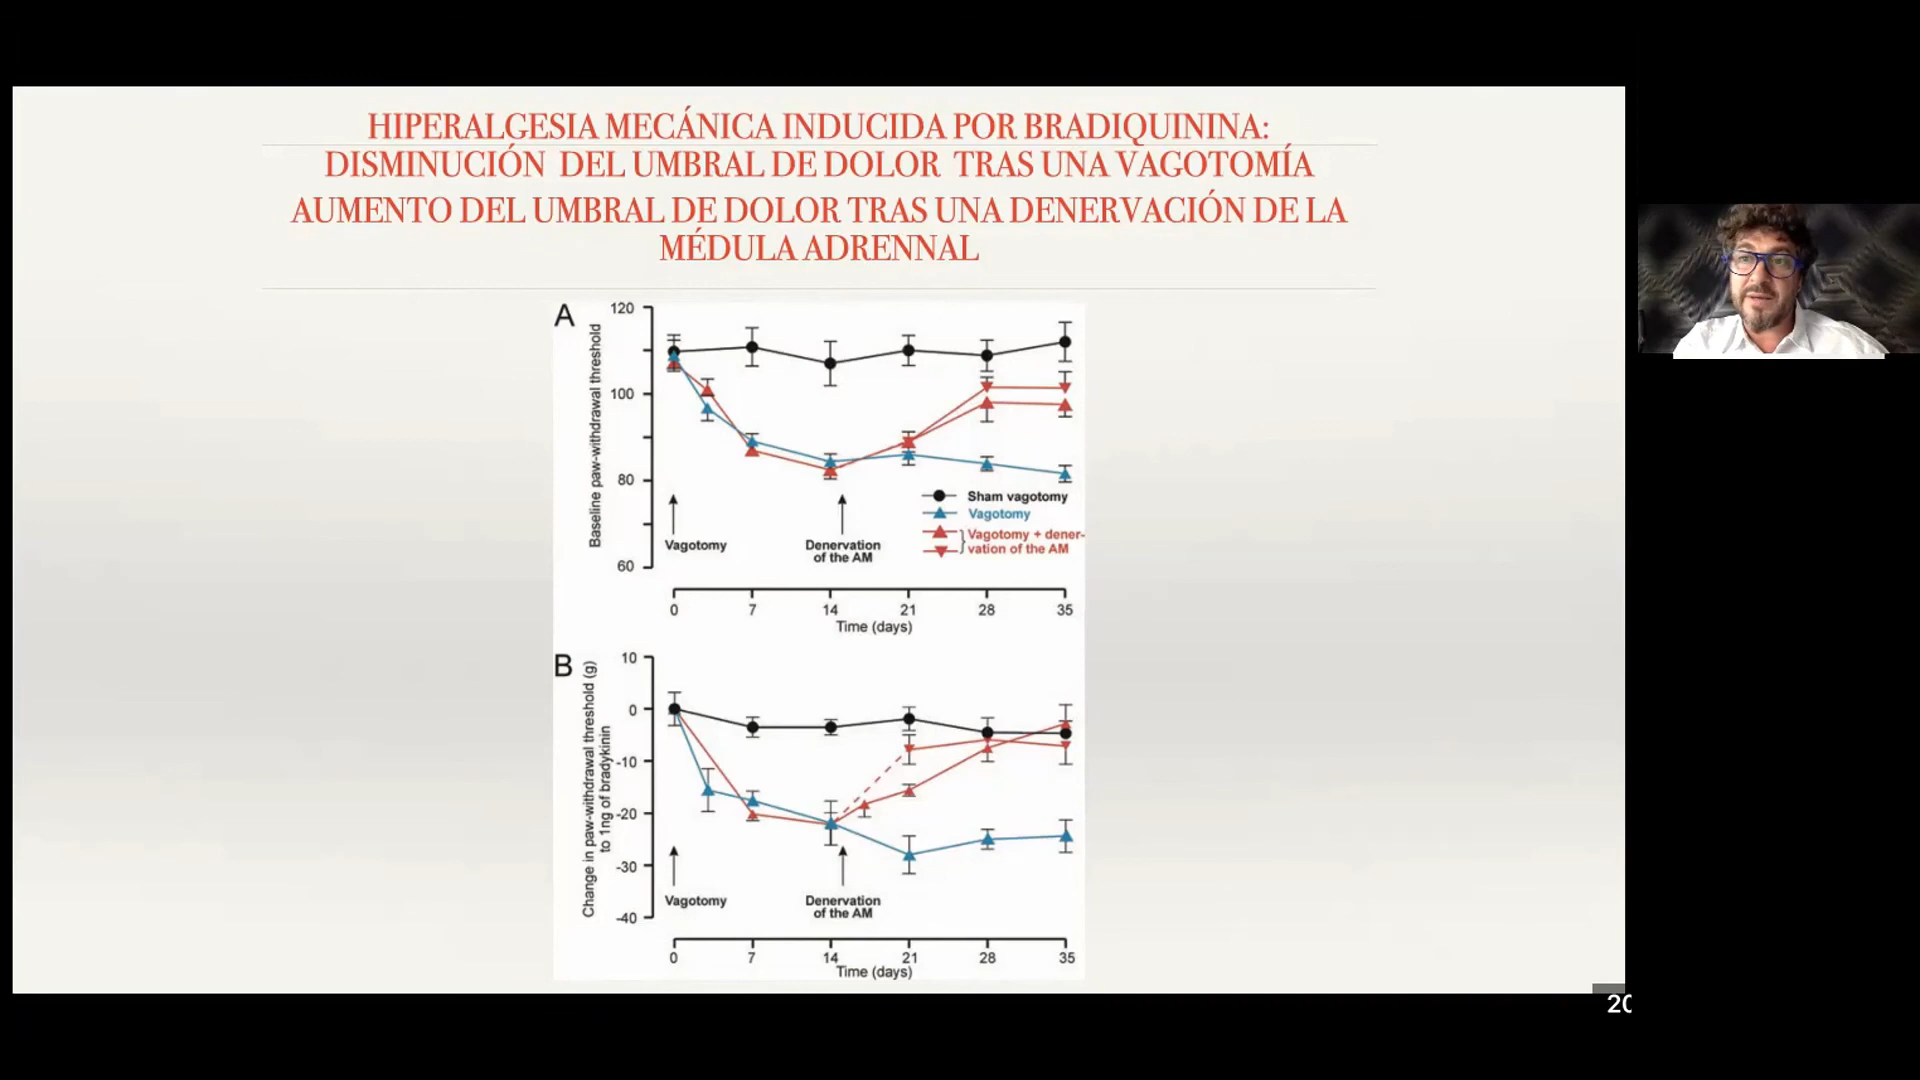 HIPERALGESIA MECÁNICA INDUCIDA POR BRADIQUININA:
DISMINUCIÓN DEL UMBRAL DE DOLOR TRAS UNA VAGOTOMÍA
AUMENTO DEL UMBRAL DE DOLOR TRAS UNA DENERVACIÓN DE LA
MÉDULA ADRENNAL
A
Baseline paw-withdrawal threshold
120
100
80
60
Sham vagotomy
Vagotomy
Vagotomy + dener-
vation of the AM
Vagotomy
Denervation
of the AM
0 7 14 21 28 35
Time (days)
B
Change in paw-withdrawal threshold (g)
to 1ng of bradykinin
10
0
-10
-20
-30
-40
Vagotomy
Denervation
of the AM
0 7 14 21 28 35
Time (days)